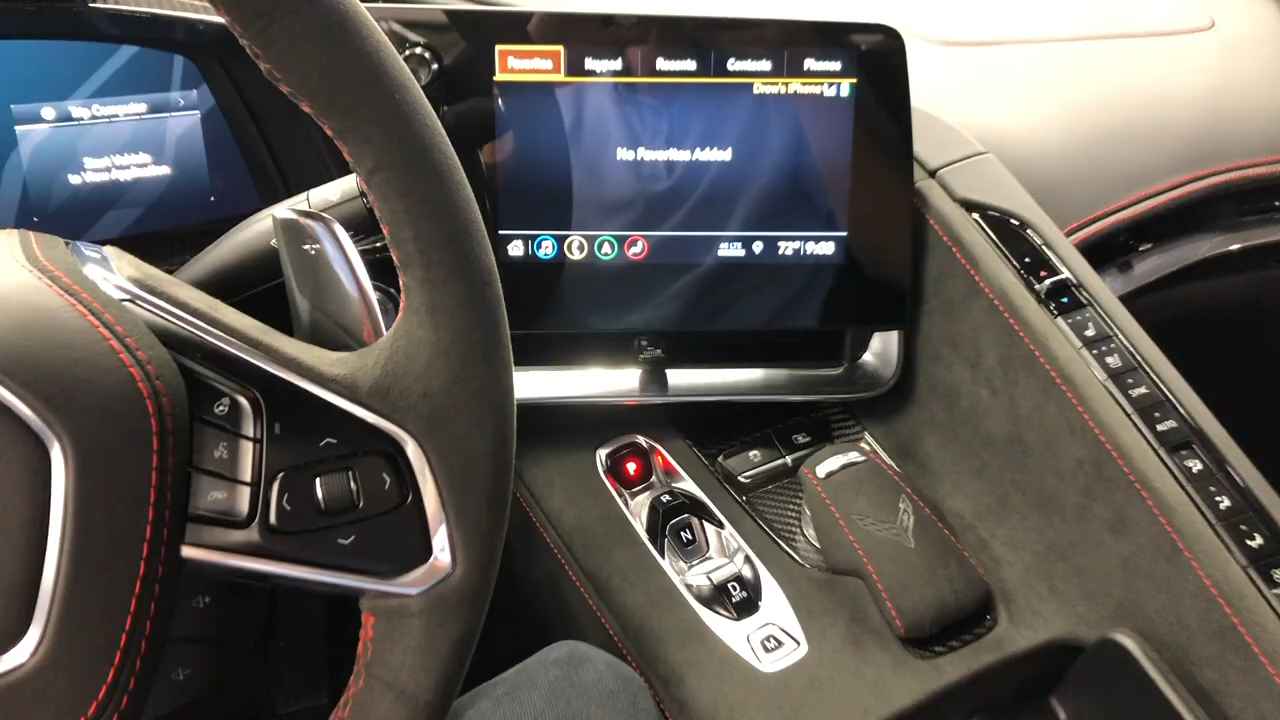 Trip Computer
Start Vehicle
to View Application
Favorites Keypad Recents Contacts Phones
Drew's iPhone
No Favorites Added
4G LTE
72° 9:03
P
R
N
D
AUTO
M
SYNC
AUTO